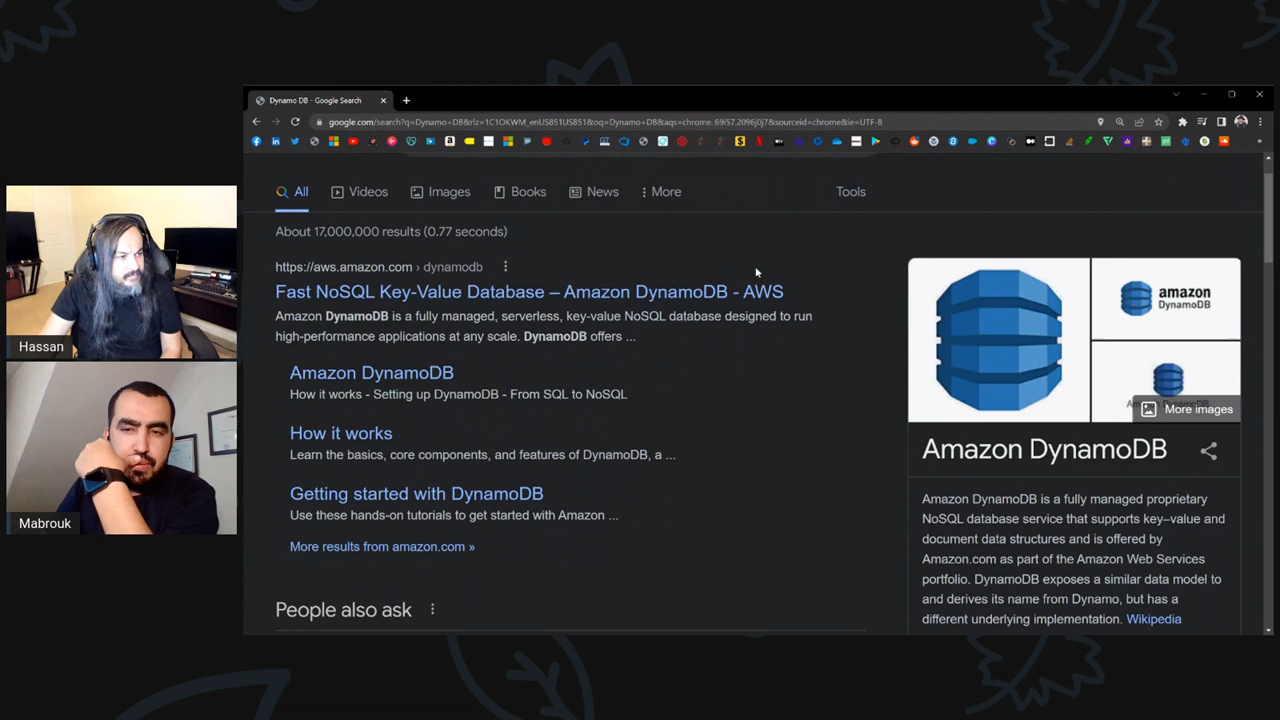 Dynamo DB - Google Search
google.com/search?q=Dynamo+DB&rlz=1C1OKWM_enUS851US851&oq=Dynamo+DB&aqs=chrome..69i57.2096j0j7&sourceid=chrome&ie=UTF-8
All Videos Images Books News More Tools
About 17,000,000 results (0.77 seconds)
https://aws.amazon.com › dynamodb
Fast NoSQL Key-Value Database – Amazon DynamoDB - AWS
Amazon DynamoDB is a fully managed, serverless, key-value NoSQL database designed to run
high-performance applications at any scale. DynamoDB offers ...
Amazon DynamoDB
How it works - Setting up DynamoDB - From SQL to NoSQL
How it works
Learn the basics, core components, and features of DynamoDB, a ...
Getting started with DynamoDB
Use these hands-on tutorials to get started with Amazon ...
More results from amazon.com »
People also ask
amazon
DynamoDB
More images
Amazon DynamoDB
Amazon DynamoDB is a fully managed proprietary
NoSQL database service that supports key–value and
document data structures and is offered by
Amazon.com as part of the Amazon Web Services
portfolio. DynamoDB exposes a similar data model to
and derives its name from Dynamo, but has a
different underlying implementation. Wikipedia
Hassan
Mabrouk